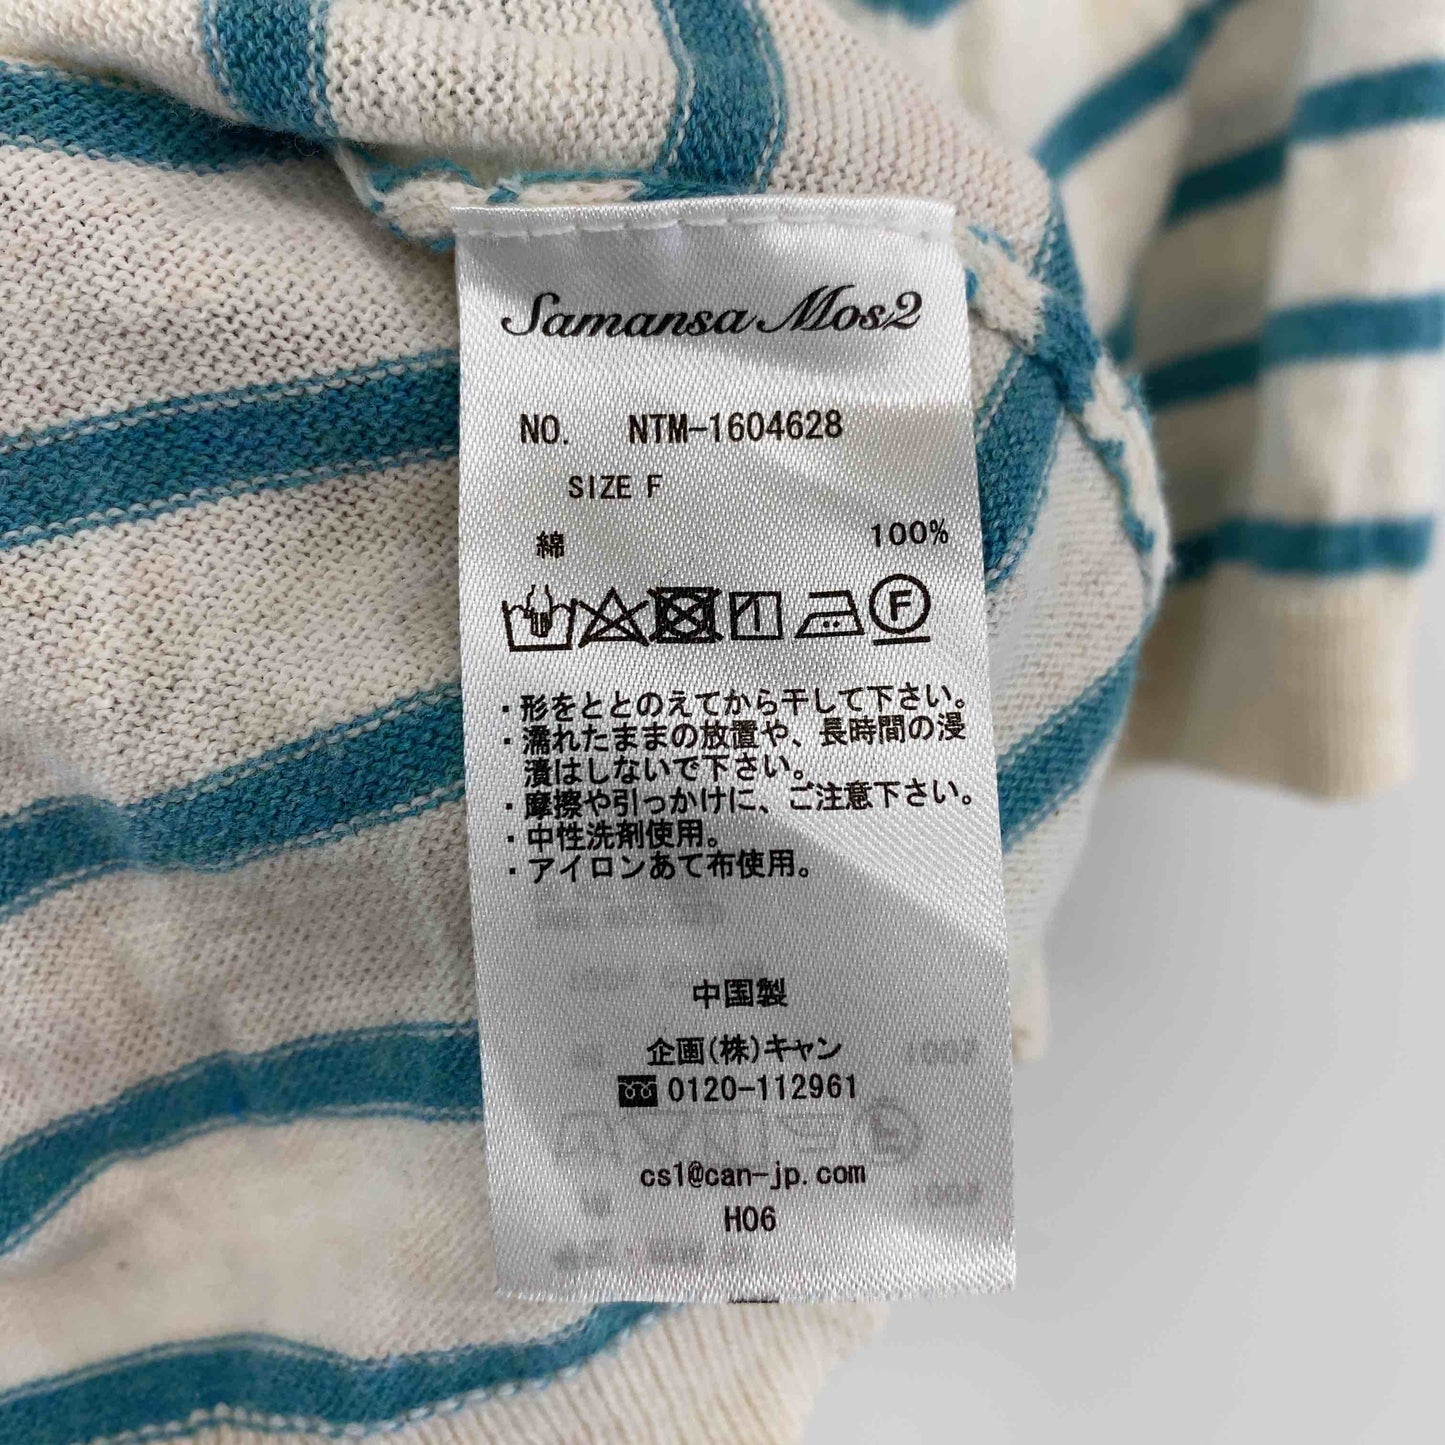 Samansa Mos2
NO. NTM-1604628
SIZE F
綿 100%
F
・形をととのえてから干して下さい。
・濡れたままの放置や、長時間の浸
漬はしないで下さい。
・摩擦や引っかけに、ご注意下さい。
・中性洗剤使用。
・アイロンあて布使用。
中国製
企画(株)キャン
0120-112961
cs1@can-jp.com
H06